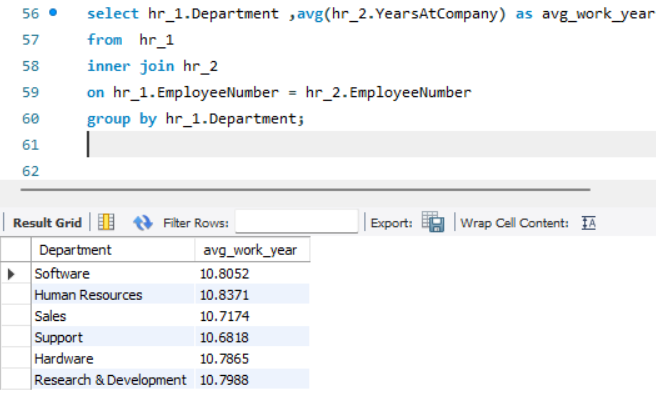 56 select hr_1.Department ,avg(hr_2.YearsAtCompany) as avg_work_year
57 from  hr_1
58 inner join hr_2
59 on hr_1.EmployeeNumber = hr_2.EmployeeNumber
60 group by hr_1.Department;
61
62
Result Grid Filter Rows: Export: Wrap Cell Content: IA
Department avg_work_year
Software 10.8052
Human Resources 10.8371
Sales 10.7174
Support 10.6818
Hardware 10.7865
Research & Development 10.7988